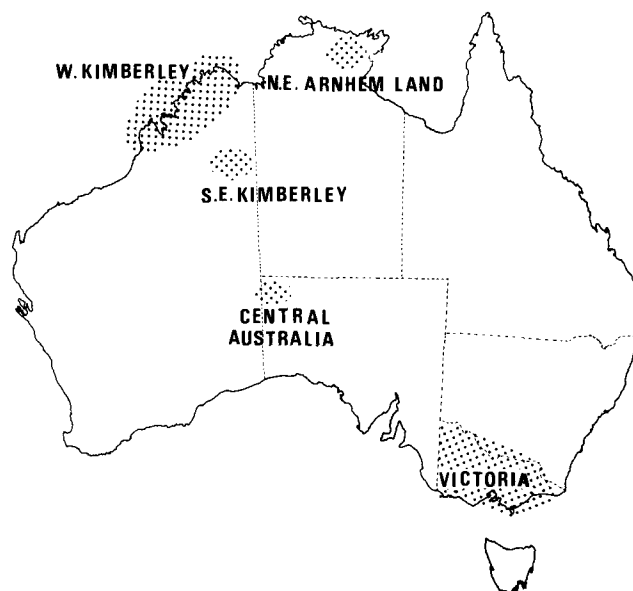 W. KIMBERLEY
N.E. ARNHEM LAND
S.E. KIMBERLEY
CENTRAL
AUSTRALIA
VICTORIA